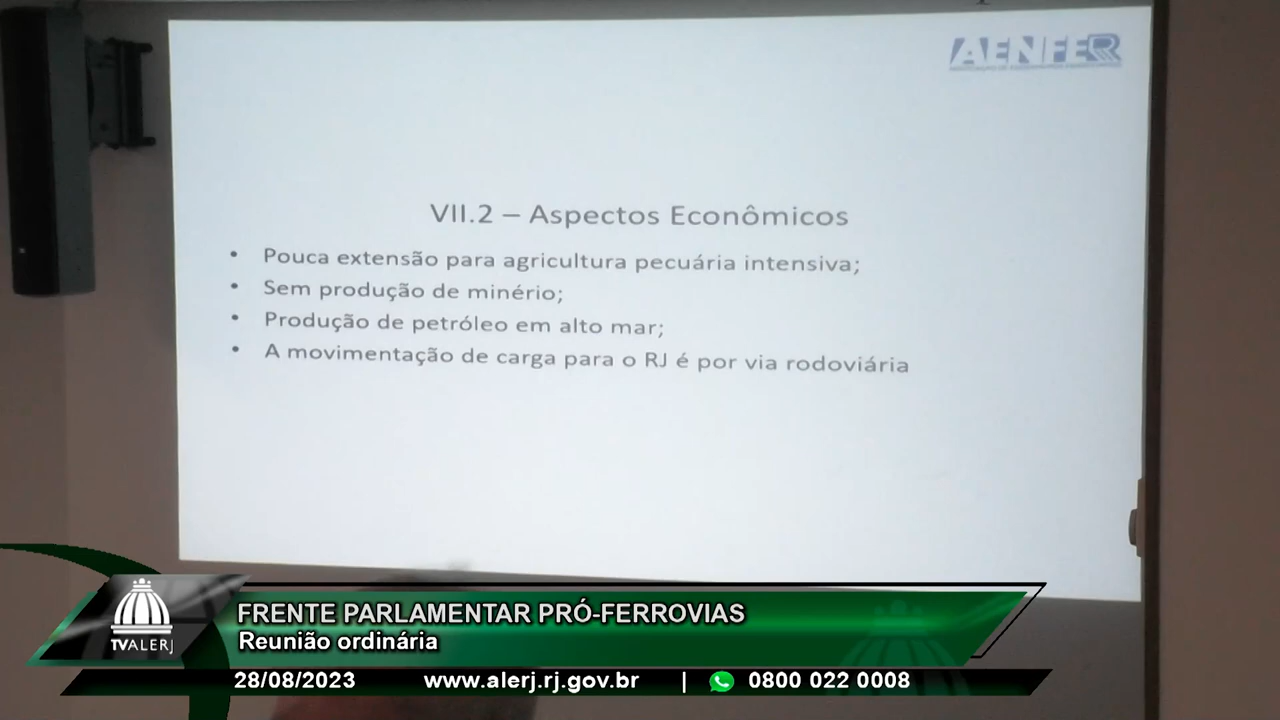 AENFER
VII.2 – Aspectos Econômicos
• Pouca extensão para agricultura pecuária intensiva;
• Sem produção de minério;
• Produção de petróleo em alto mar;
• A movimentação de carga para o RJ é por via rodoviária
TVALERJ
FRENTE PARLAMENTAR PRÓ-FERROVIAS
Reunião ordinária
28/08/2023 www.alerj.rj.gov.br | 0800 022 0008